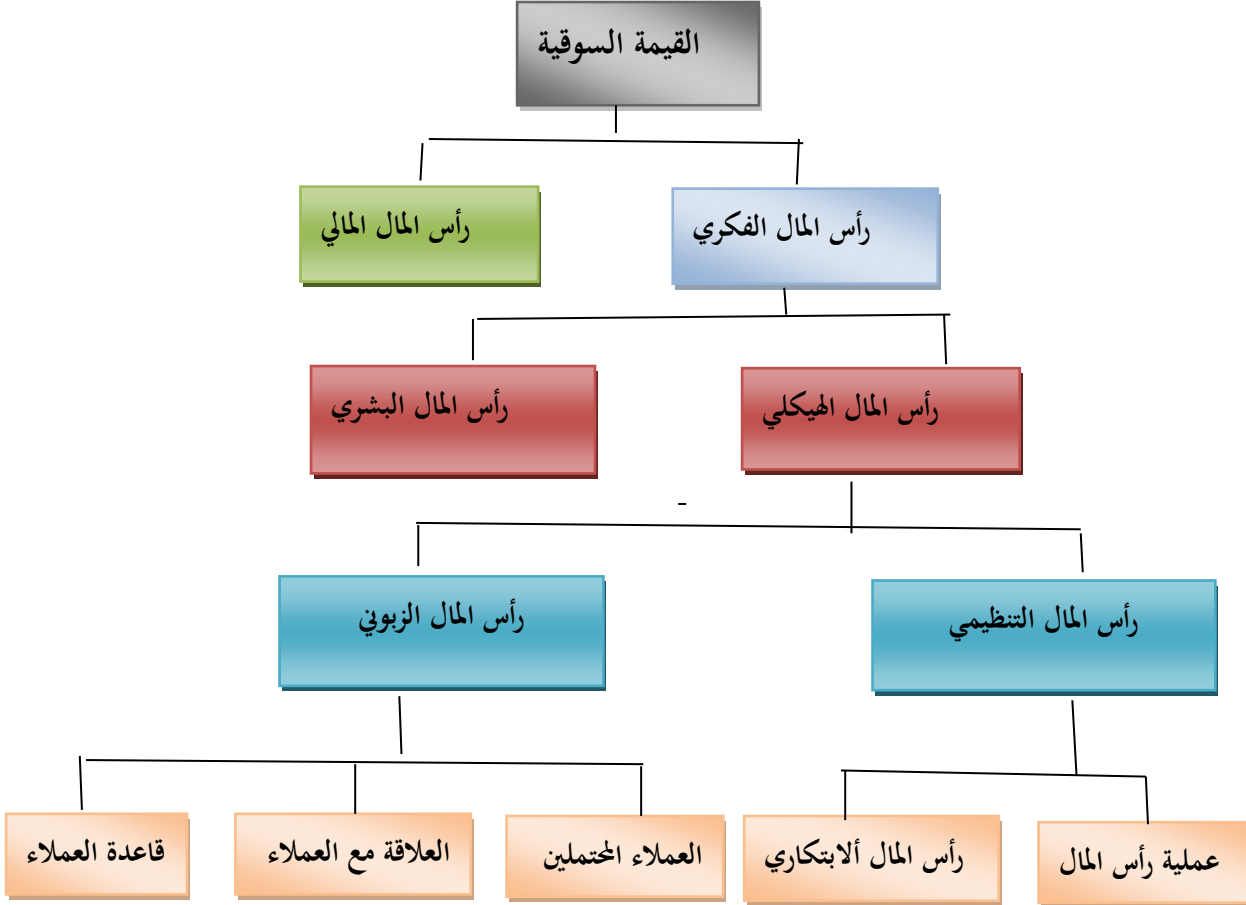 القيمة السوقية
رأس المال الفكري
رأس المال المالي
رأس المال الهيكلي
رأس المال البشري
-
رأس المال التنظيمي
رأس المال الزبوني
عملية رأس المال
رأس المال ألابتكاري
العملاء المحتملين
العلاقة مع العملاء
قاعدة العملاء